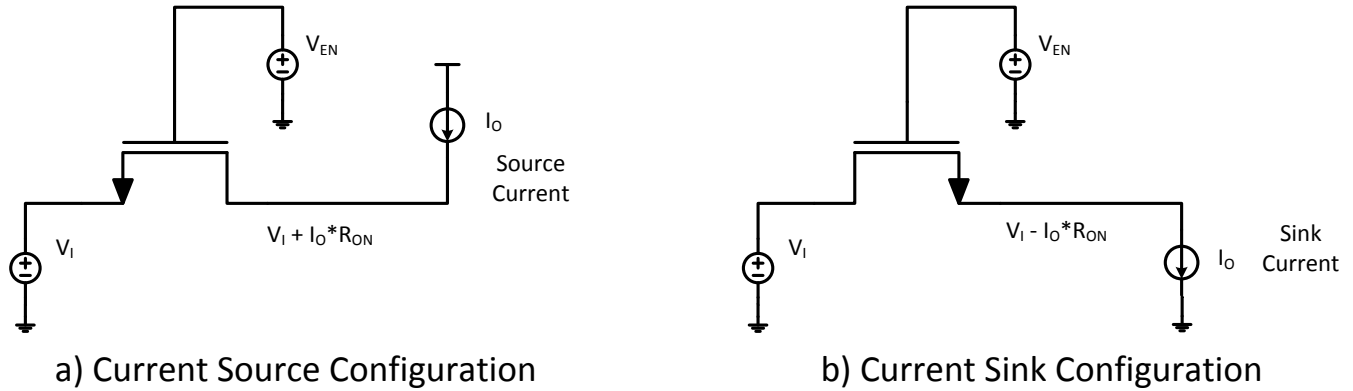 V_EN
I_O
Source
Current
V_I + I_O*R_ON
V_I
a) Current Source Configuration
V_EN
V_I - I_O*R_ON
V_I
I_O
Sink
Current
b) Current Sink Configuration